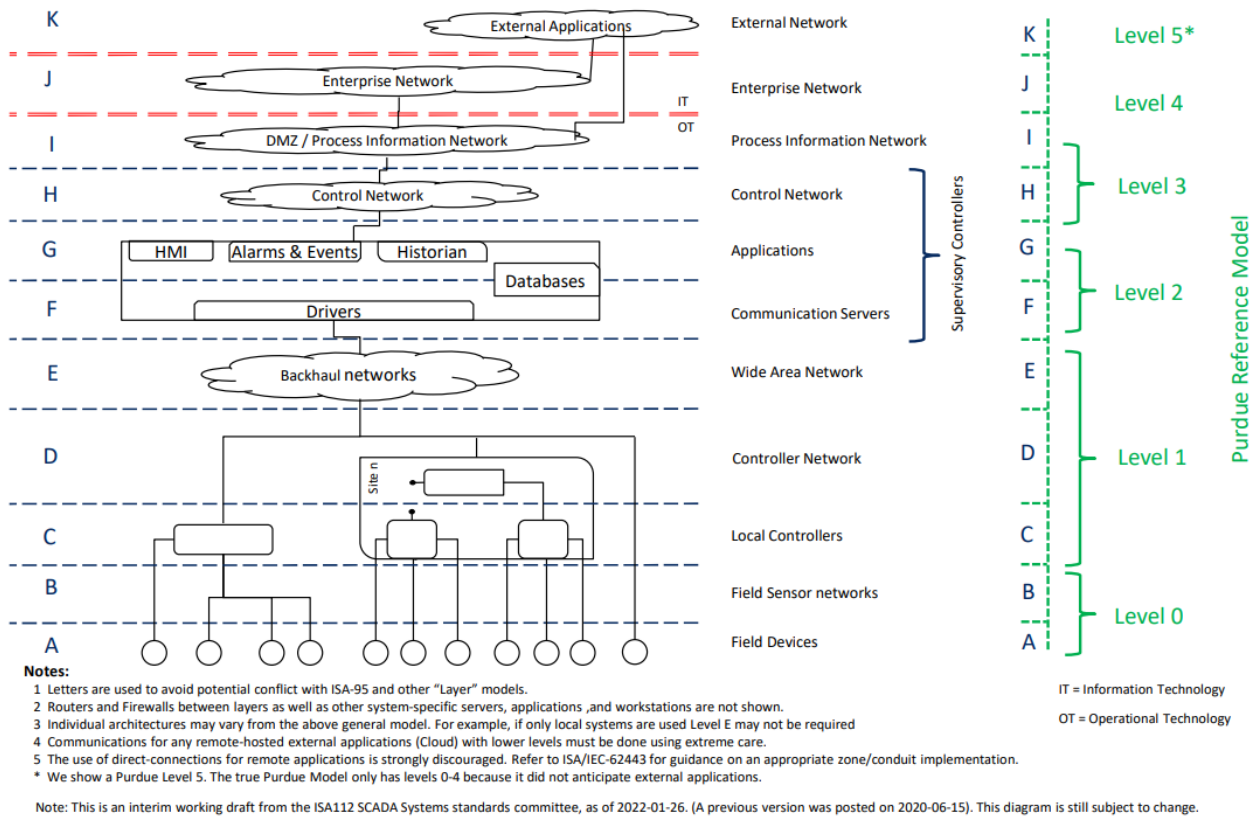 K
External Applications
External Network
K
Level 5*
J
Enterprise Network
Enterprise Network
J
Level 4
IT
OT
I
DMZ / Process Information Network
Process Information Network
I
H
Control Network
Control Network
H
Level 3
G
HMI
Alarms & Events
Historian
Applications
G
Databases
Level 2
F
Drivers
Communication Servers
F
Supervisory Controllers
Purdue Reference Model
E
Backhaul networks
Wide Area Network
E
D
Site n
Controller Network
D
Level 1
C
Local Controllers
C
B
Field Sensor networks
B
Level 0
A
Field Devices
A
Notes:
1 Letters are used to avoid potential conflict with ISA-95 and other “Layer” models.
2 Routers and Firewalls between layers as well as other system-specific servers, applications ,and workstations are not shown.
3 Individual architectures may vary from the above general model. For example, if only local systems are used Level E may not be required
4 Communications for any remote-hosted external applications (Cloud) with lower levels must be done using extreme care.
5 The use of direct-connections for remote applications is strongly discouraged. Refer to ISA/IEC-62443 for guidance on an appropriate zone/conduit implementation.
* We show a Purdue Level 5. The true Purdue Model only has levels 0-4 because it did not anticipate external applications.
IT = Information Technology
OT = Operational Technology
Note: This is an interim working draft from the ISA112 SCADA Systems standards committee, as of 2022-01-26. (A previous version was posted on 2020-06-15). This diagram is still subject to change.